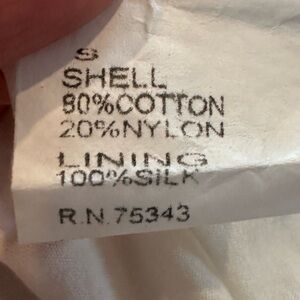 S
SHELL
80%COTTON
20%NYLON
LINING
100%SILK
R.N.75343